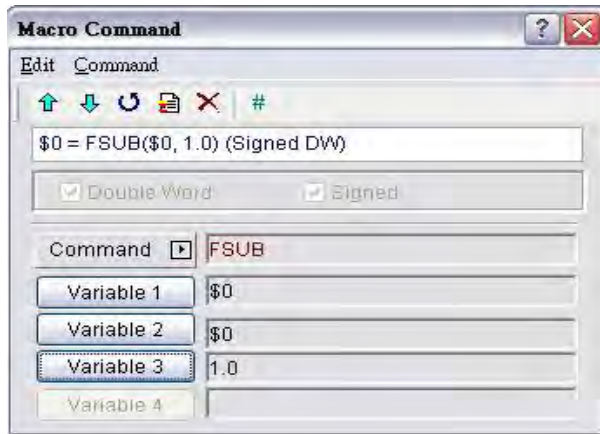 Macro Command
Edit Command
#
$0 = FSUB($0, 1.0) (Signed DW)
Double Word Signed
Command FSUB
Variable 1 $0
Variable 2 $0
Variable 3 1.0
Variable 4